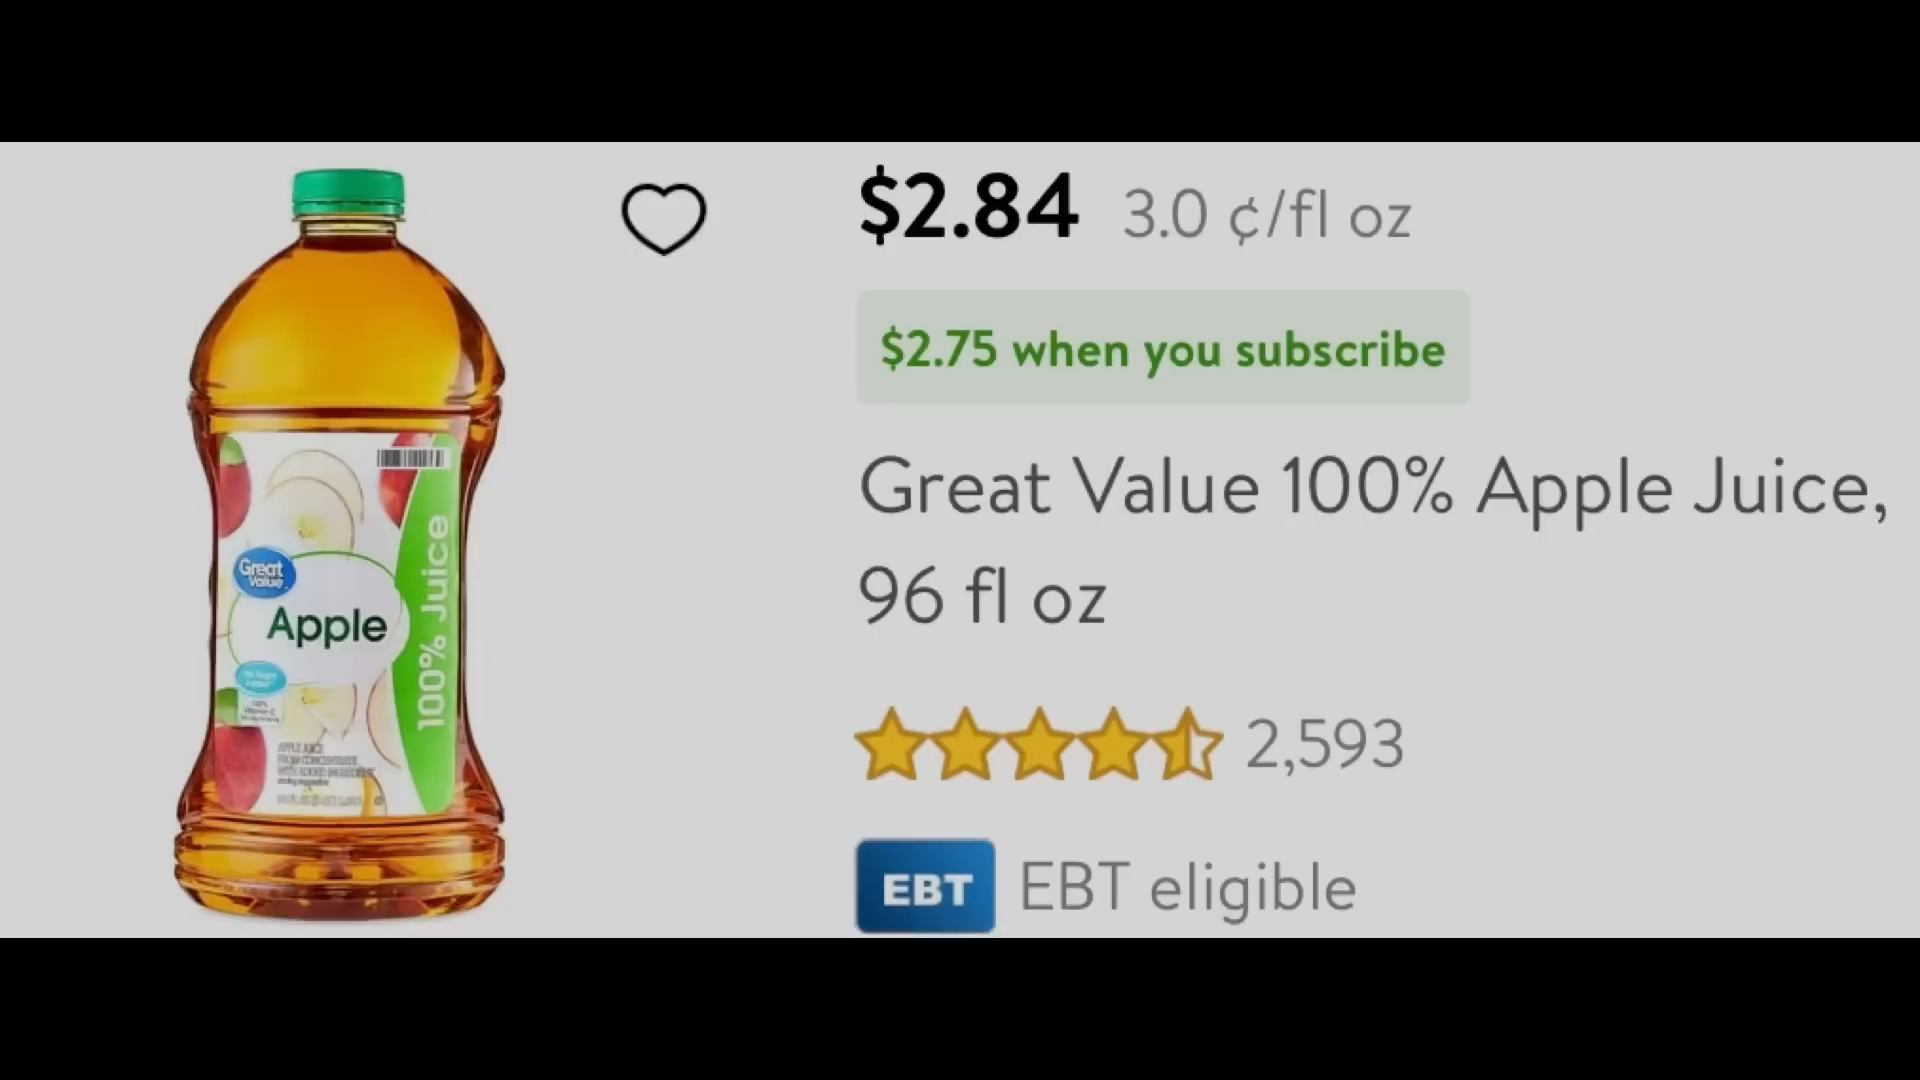 $2.84 3.0 ¢/fl oz
$2.75 when you subscribe
Great Value 100% Apple Juice,
96 fl oz
2,593
EBT EBT eligible
Great
Value
Apple
100% Juice